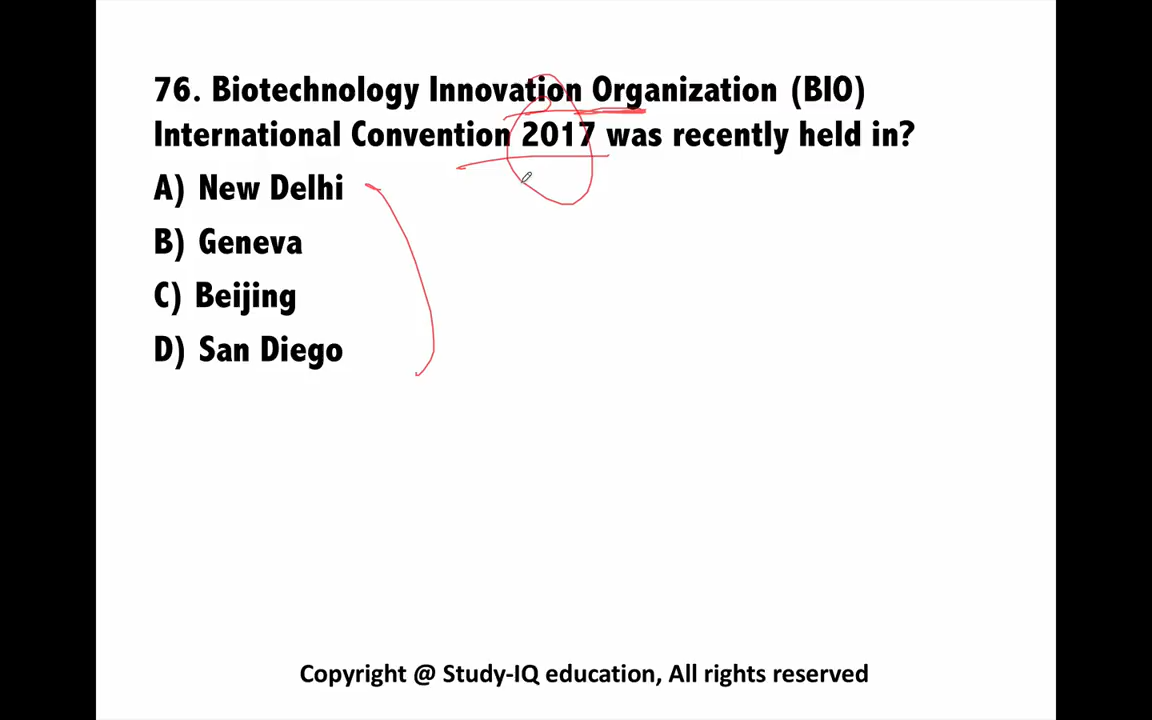 76. Biotechnology Innovation Organization (BIO)
International Convention 2017 was recently held in?
A) New Delhi
B) Geneva
C) Beijing
D) San Diego
Copyright @ Study-IQ education, All rights reserved